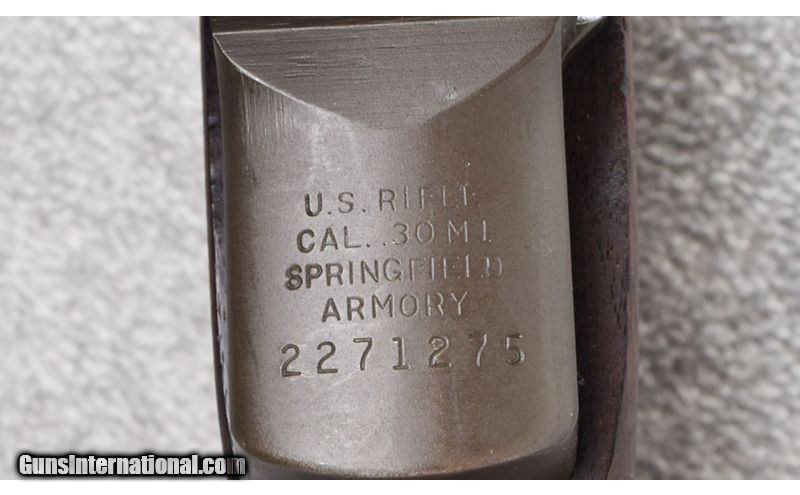 U.S. RIFLE
CAL. .30 M1
SPRINGFIELD
ARMORY
2271275
GunsInternational.com